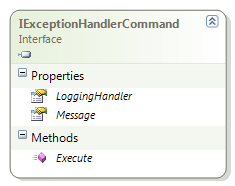 IExceptionHandlerCommand
Interface
Properties
LoggingHandler
Message
Methods
Execute